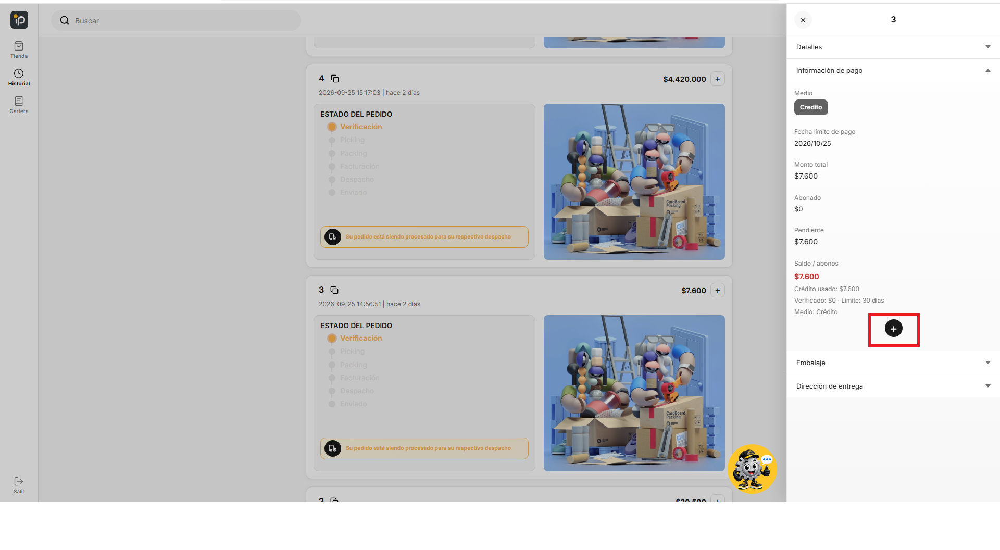 ip
Buscar
Tienda
Historial
Cartera
Salir
4
$4.420.000
+
2026-09-25 15:17:03 | hace 2 días
ESTADO DEL PEDIDO
Verificación
Picking
Packing
Facturación
Despacho
Enviado
Su pedido está siendo procesado para su respectivo despacho
CardBoard
Packing
3
$7.600
+
2026-09-25 14:56:51 | hace 2 días
ESTADO DEL PEDIDO
Verificación
Picking
Packing
Facturación
Despacho
Enviado
Su pedido está siendo procesado para su respectivo despacho
CardBoard
Packing
2
$29.500
+
×
3
Detalles
Información de pago
Medio
Credito
Fecha límite de pago
2026/10/25
Monto total
$7.600
Abonado
$0
Pendiente
$7.600
Saldo / abonos
$7.600
Crédito usado: $7.600
Verificado: $0 · Límite: 30 días
Medio: Crédito
+
Embalaje
Dirección de entrega